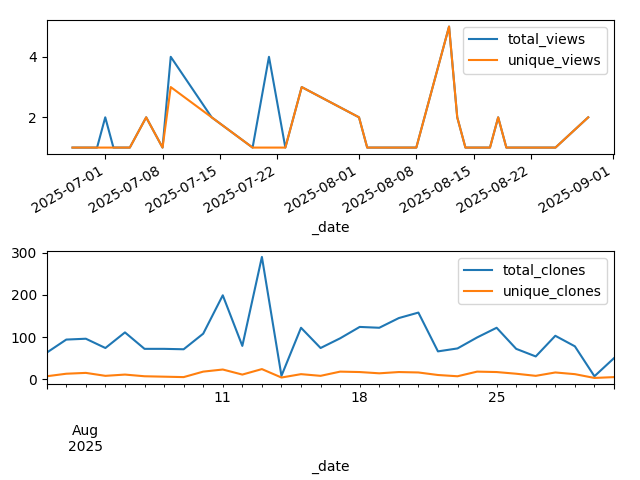 total_views
unique_views
4
2
2025-07-01
2025-07-08
2025-07-15
2025-07-22
2025-08-01
2025-08-08
2025-08-15
2025-08-22
2025-09-01
_date
total_clones
unique_clones
300
200
100
0
11
18
25
Aug
2025
_date